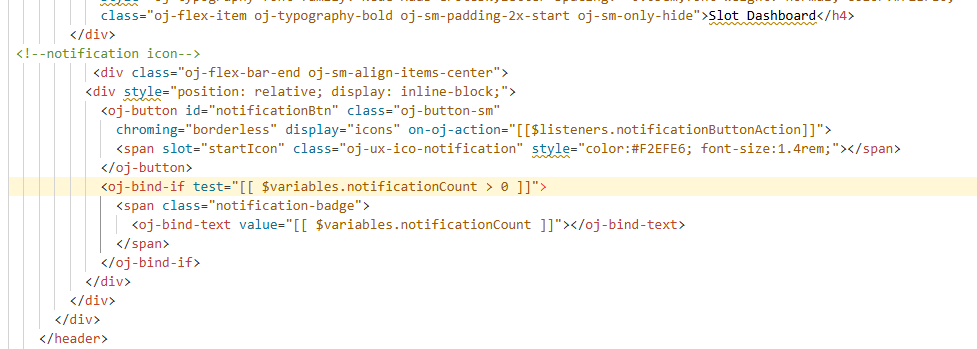 class="oj-flex-item oj-typography-bold oj-sm-padding-2x-start oj-sm-only-hide">Slot Dashboard</h4>
</div>
<!--notification icon-->
<div class="oj-flex-bar-end oj-sm-align-items-center">
<div style="position: relative; display: inline-block;">
<oj-button id="notificationBtn" class="oj-button-sm"
chroming="borderless" display="icons" on-oj-action="[[$listeners.notificationButtonAction]]">
<span slot="startIcon" class="oj-ux-ico-notification" style="color:#F2EFE6; font-size:1.4rem;"></span>
</oj-button>
<oj-bind-if test="[[ $variables.notificationCount > 0 ]]">
<span class="notification-badge">
<oj-bind-text value="[[ $variables.notificationCount ]]"></oj-bind-text>
</span>
</oj-bind-if>
</div>
</div>
</div>
</header>